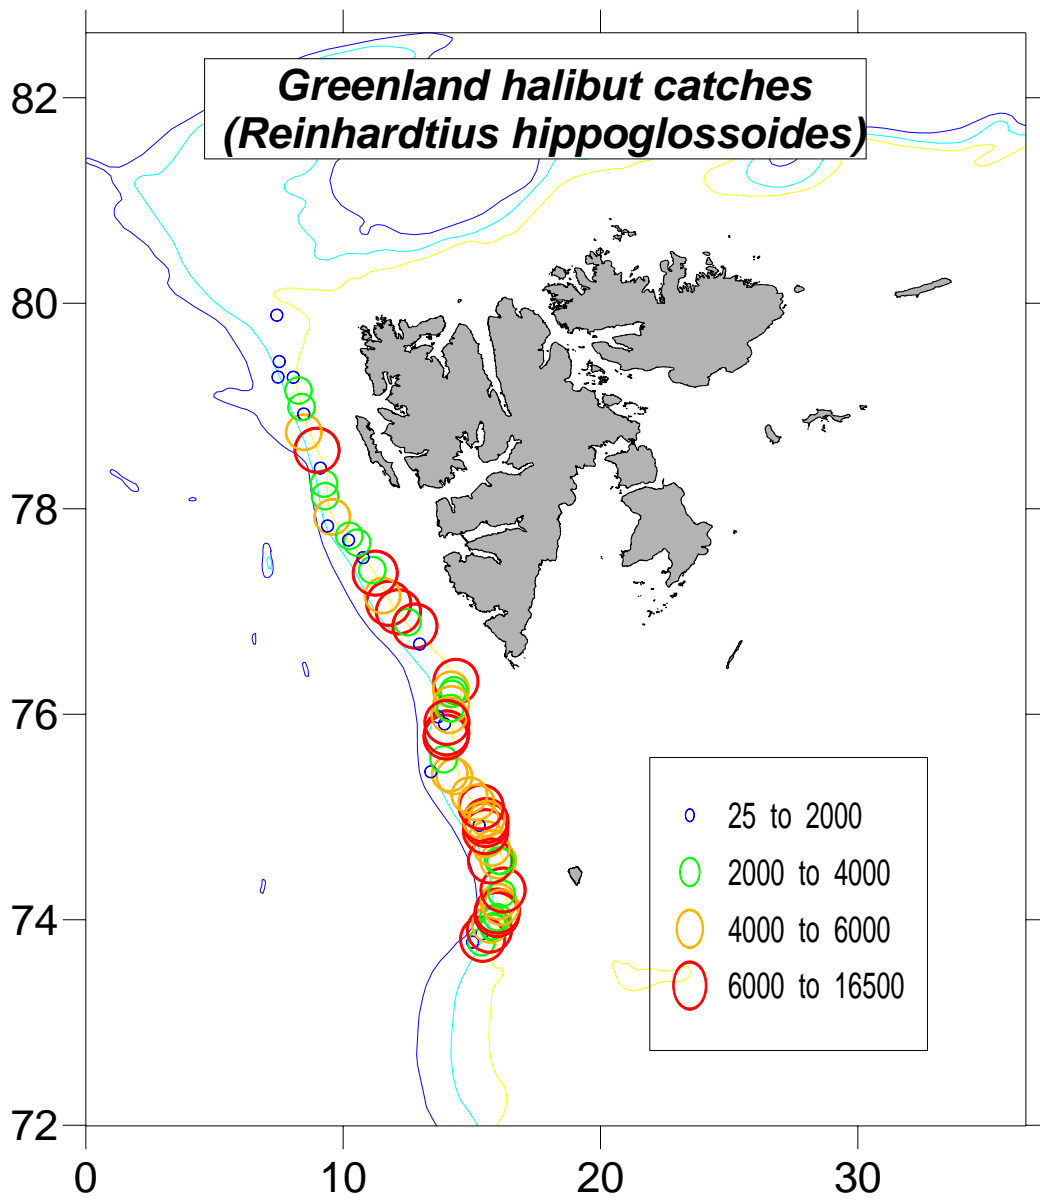 Greenland halibut catches
(Reinhardtius hippoglossoides)
82
80
78
76
74
72
25 to 2000
2000 to 4000
4000 to 6000
6000 to 16500
0 10 20 30